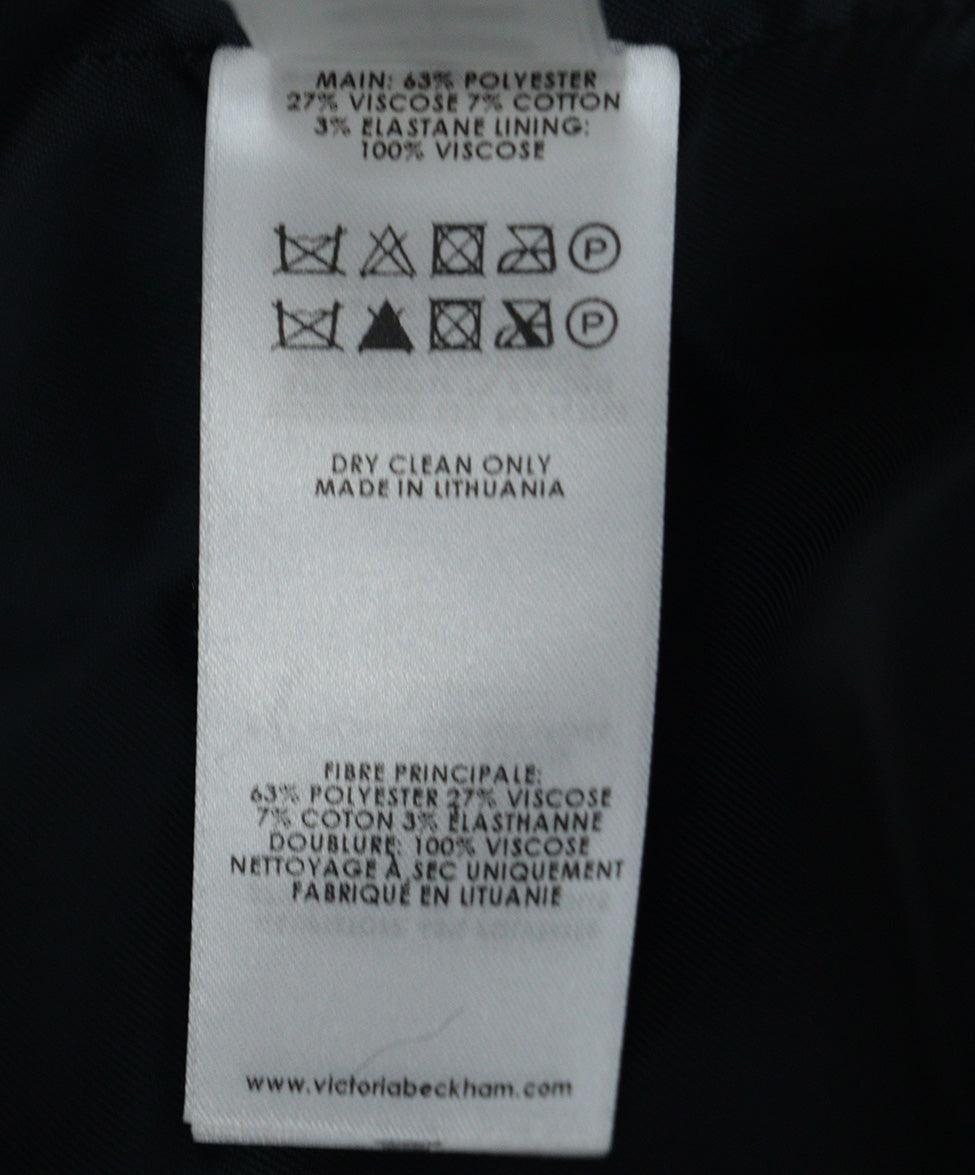 MAIN: 63% POLYESTER
27% VISCOSE 7% COTTON
3% ELASTANE LINING:
100% VISCOSE
P
P
DRY CLEAN ONLY
MADE IN LITHUANIA
FIBRE PRINCIPALE:
63% POLYESTER 27% VISCOSE
7% COTON 3% ÉLASTHANNE
DOUBLURE: 100% VISCOSE
NETTOYAGE À SEC UNIQUEMENT
FABRIQUÉ EN LITUANIE
www.victoriabeckham.com